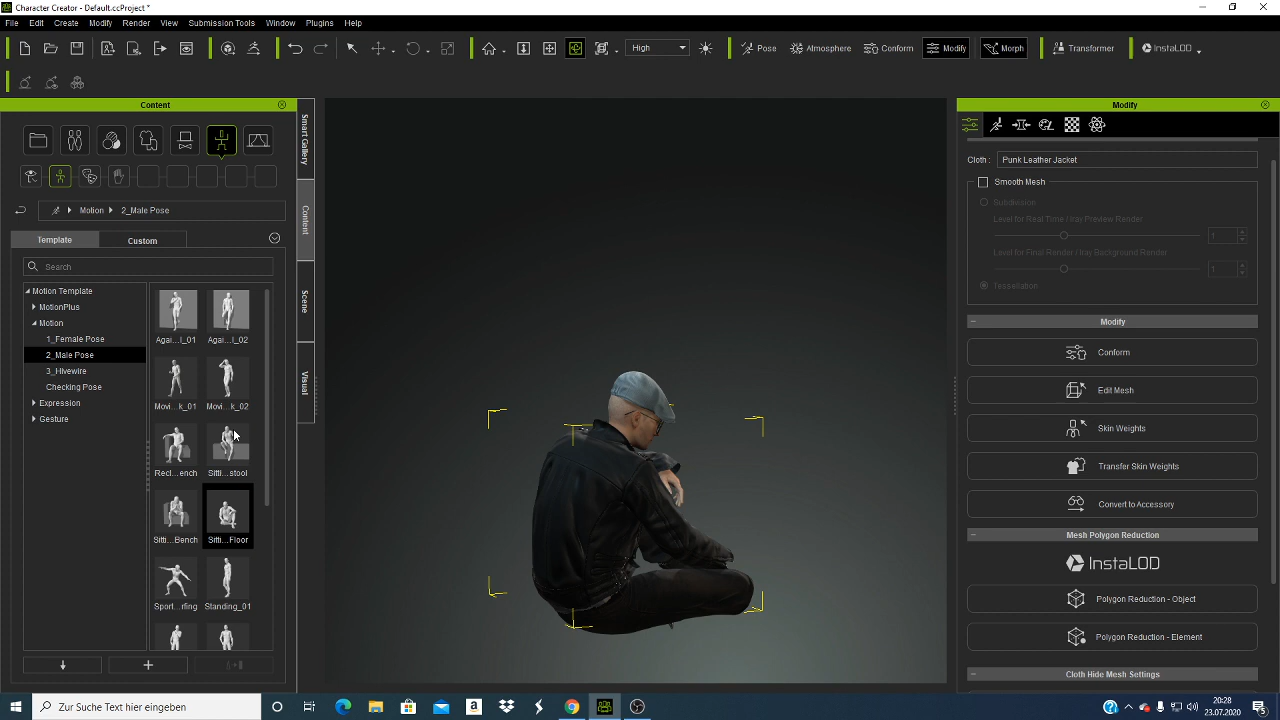 Character Creator - Default.ccProject *
File Edit Create Modify Render View Submission Tools Window Plugins Help
High Pose Atmosphere Conform Modify Morph Transformer InstaLOD
Content
Smart Gallery
Content
Scene
Visual
Motion 2_Male Pose
Template Custom
Search
Motion Template
MotionPlus
Motion
1_Female Pose
2_Male Pose
3_Hivewire
Checking Pose
Expression
Gesture
Agai...l_01 Agai...l_02
Movi...k_01 Movi...k_02
Recl...ench Sitti...stool
Sitti...Bench Sitti...Floor
Sport...rfing Standing_01
Modify
Cloth : Punk Leather Jacket
Smooth Mesh
Subdivision
Level for Real Time / Iray Preview Render
1
Level for Final Render / Iray Background Render
1
Tessellation
Modify
Conform
Edit Mesh
Skin Weights
Transfer Skin Weights
Convert to Accessory
Mesh Polygon Reduction
InstaLOD
Polygon Reduction - Object
Polygon Reduction - Element
Cloth Hide Mesh Settings
Zur Suche Text hier eingeben
20:28
23.07.2020